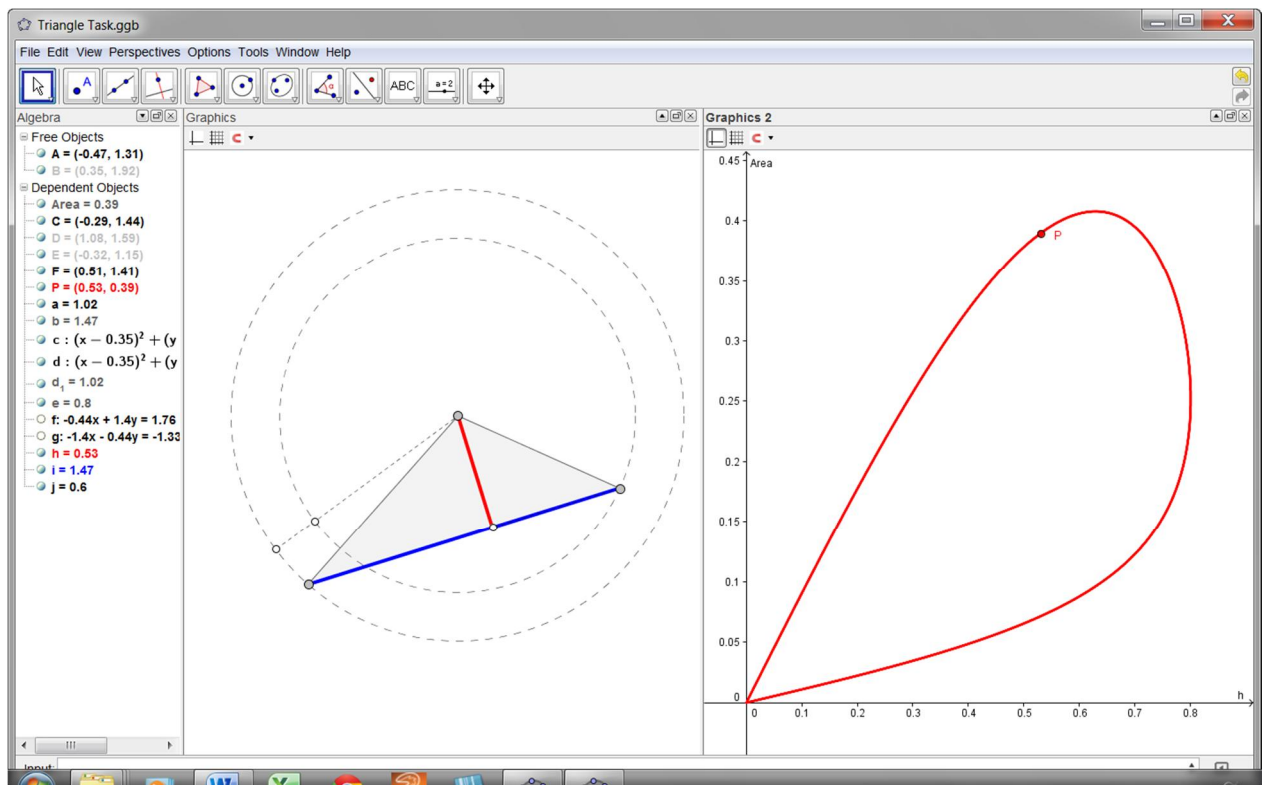 Triangle Task.ggb
File Edit View Perspectives Options Tools Window Help
A
α
ABC
a=2
Algebra
Free Objects
A = (-0.47, 1.31)
B = (0.35, 1.92)
Dependent Objects
Area = 0.39
C = (-0.29, 1.44)
D = (1.08, 1.59)
E = (-0.32, 1.15)
F = (0.51, 1.41)
P = (0.53, 0.39)
a = 1.02
b = 1.47
c : (x − 0.35)² + (y
d : (x − 0.35)² + (y
d₁ = 1.02
e = 0.8
f: -0.44x + 1.4y = 1.76
g: -1.4x - 0.44y = -1.33
h = 0.53
i = 1.47
j = 0.6
Graphics
Graphics 2
0.45
Area
0.4
P
0.35
0.3
0.25
0.2
0.15
0.1
0.05
0
h
0 0.1 0.2 0.3 0.4 0.5 0.6 0.7 0.8
Input:
W